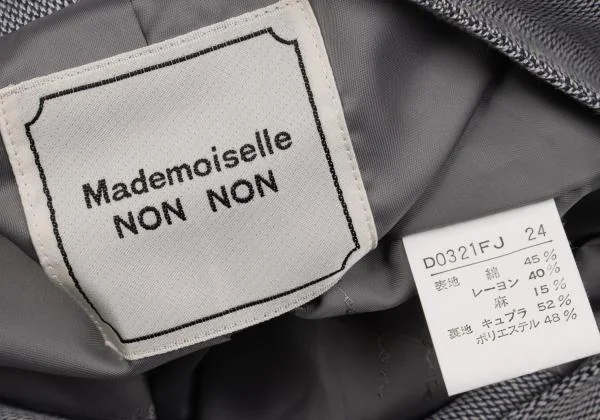 Mademoiselle
NON NON
D0321FJ 24
表地 綿 45%
レーヨン 40%
麻 15%
裏地 キュプラ 52%
ポリエステル 48%